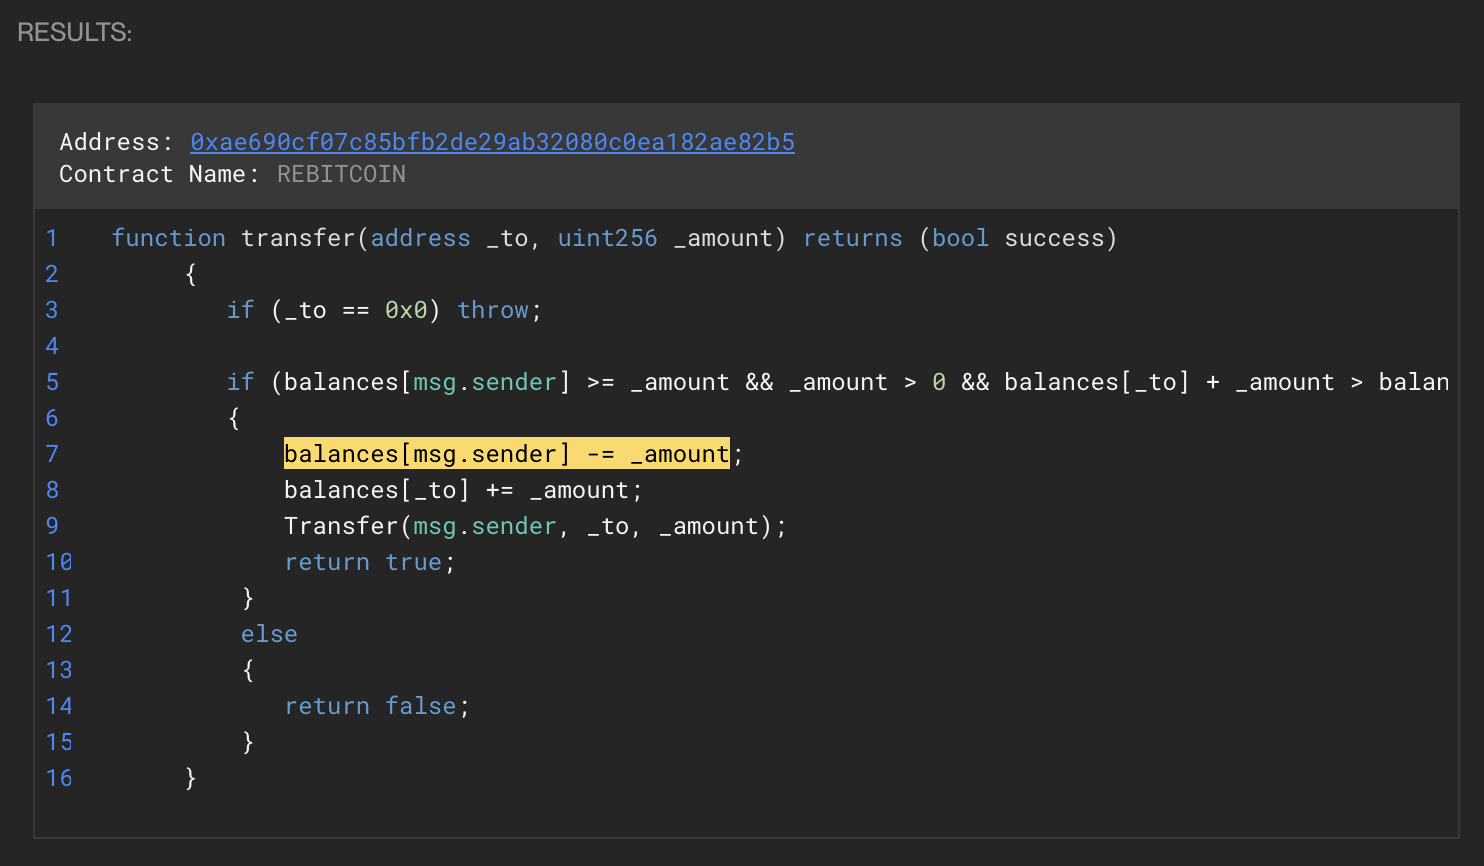 RESULTS:
Address: 0xae690cf07c85bfb2de29ab32080c0ea182ae82b5
Contract Name: REBITCOIN
1 function transfer(address _to, uint256 _amount) returns (bool success)
2 {
3 if (_to == 0x0) throw;
4
5 if (balances[msg.sender] >= _amount && _amount > 0 && balances[_to] + _amount > balan
6 {
7 balances[msg.sender] -= _amount;
8 balances[_to] += _amount;
9 Transfer(msg.sender, _to, _amount);
10 return true;
11 }
12 else
13 {
14 return false;
15 }
16 }